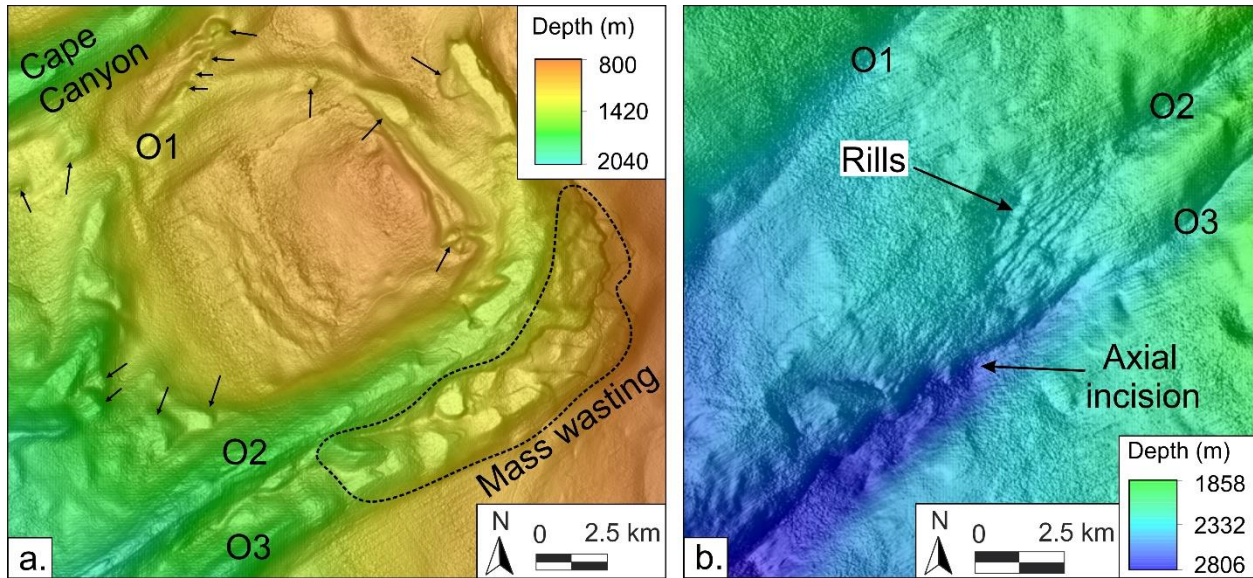 Cape
Canyon
O1
Depth (m)
800
1420
2040
O2
O3
Mass wasting
N
0 2.5 km
a.
O1
O2
Rills
O3
Axial
incision
Depth (m)
1858
2332
2806
N
0 2.5 km
b.